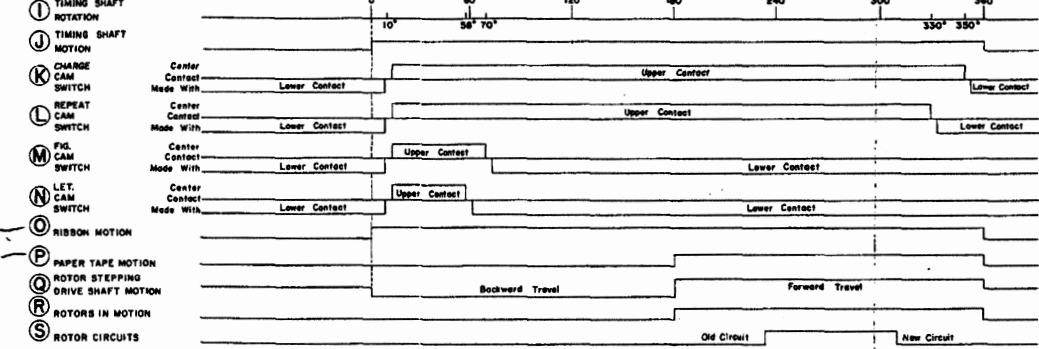 I TIMING SHAFT
ROTATION
0 60 120 180 240 300 360
10° 56° 70° 330° 350°
J TIMING SHAFT
MOTION
K CHARGE Center
CAM Contact Upper Contact
SWITCH Made With Lower Contact Lower Contact
L REPEAT Center
CAM Contact Upper Contact
SWITCH Made With Lower Contact Lower Contact
M FIG. Center
CAM Contact Upper Contact
SWITCH Made With Lower Contact Lower Contact
N LET. Center
CAM Contact Upper Contact
SWITCH Made With Lower Contact Lower Contact
O RIBBON MOTION
P PAPER TAPE MOTION
Q ROTOR STEPPING
DRIVE SHAFT MOTION Backward Travel Forward Travel
R ROTORS IN MOTION
S ROTOR CIRCUITS Old Circuit New Circuit